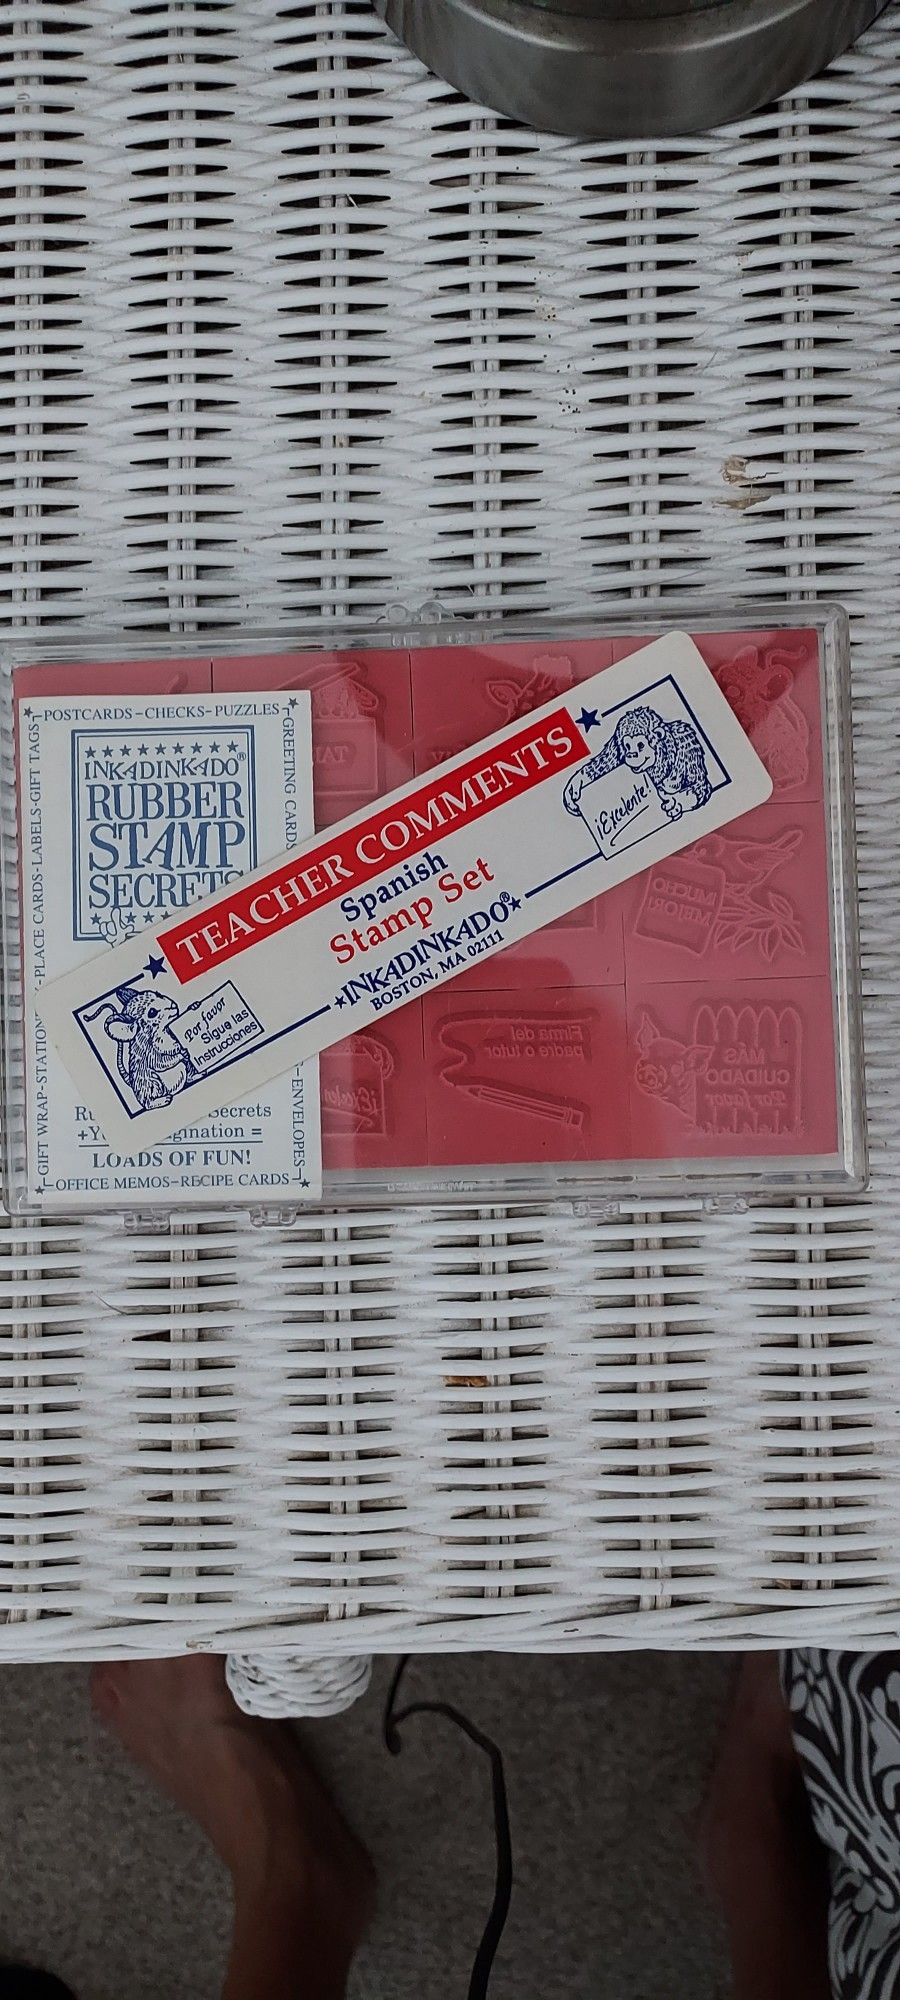 POSTCARDS-CHECKS-PUZZLES
GREETING CARDS
-ENVELOPES
OFFICE MEMOS-RECIPE CARDS
GIFT WRAP-STATION
-PLACE CARDS-LABELS-GIFT TAGS
INKADINKADO®
RUBBER
STAMP
SECRETS
Secrets
+Y gination =
LOADS OF FUN!
TEACHER COMMENTS
Spanish
Stamp Set
INKADINKADO®
BOSTON, MA 02111
¡Excelente!
Por favor
Sigue las
Instrucciones
¡MUCHO
MEJOR!
Firma del
padre o tutor
MÁS
CUIDADO
Por favor